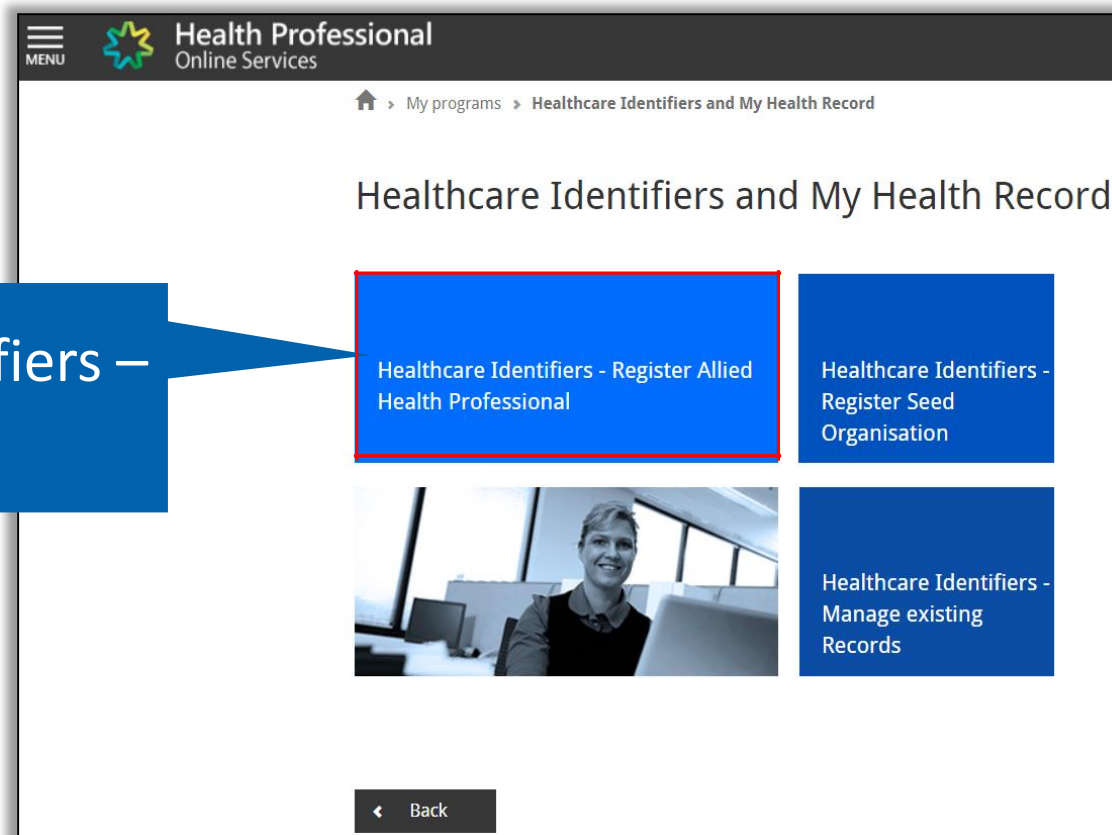 MENU
Health Professional
Online Services
My programs > Healthcare Identifiers and My Health Record
Healthcare Identifiers and My Health Record
fiers –
Healthcare Identifiers - Register Allied
Health Professional
Healthcare Identifiers -
Register Seed
Organisation
Healthcare Identifiers -
Manage existing
Records
Back